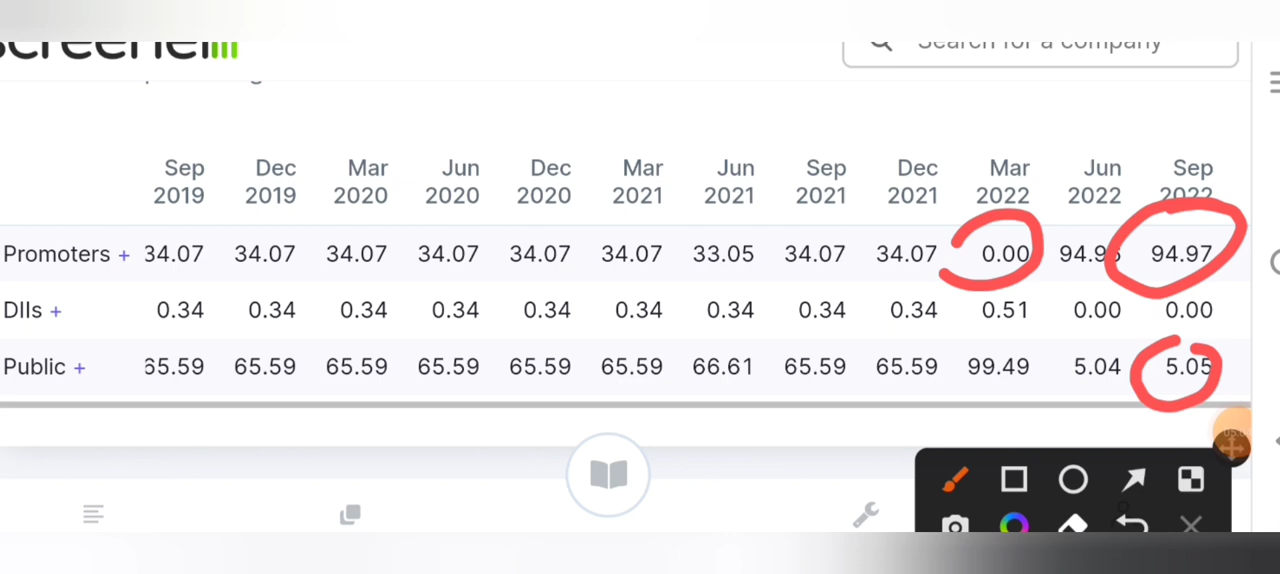 screener
Search for a company
Sep Dec Mar Jun Dec Mar Jun Sep Dec Mar Jun Sep
2019 2019 2020 2020 2020 2021 2021 2021 2021 2022 2022 2022
Promoters + 34.07 34.07 34.07 34.07 34.07 34.07 33.05 34.07 34.07 0.00 94.97
DIIs + 0.34 0.34 0.34 0.34 0.34 0.34 0.34 0.34 0.34 0.51 0.00 0.00
Public + 65.59 65.59 65.59 65.59 65.59 65.59 66.61 65.59 65.59 99.49 5.04 5.05